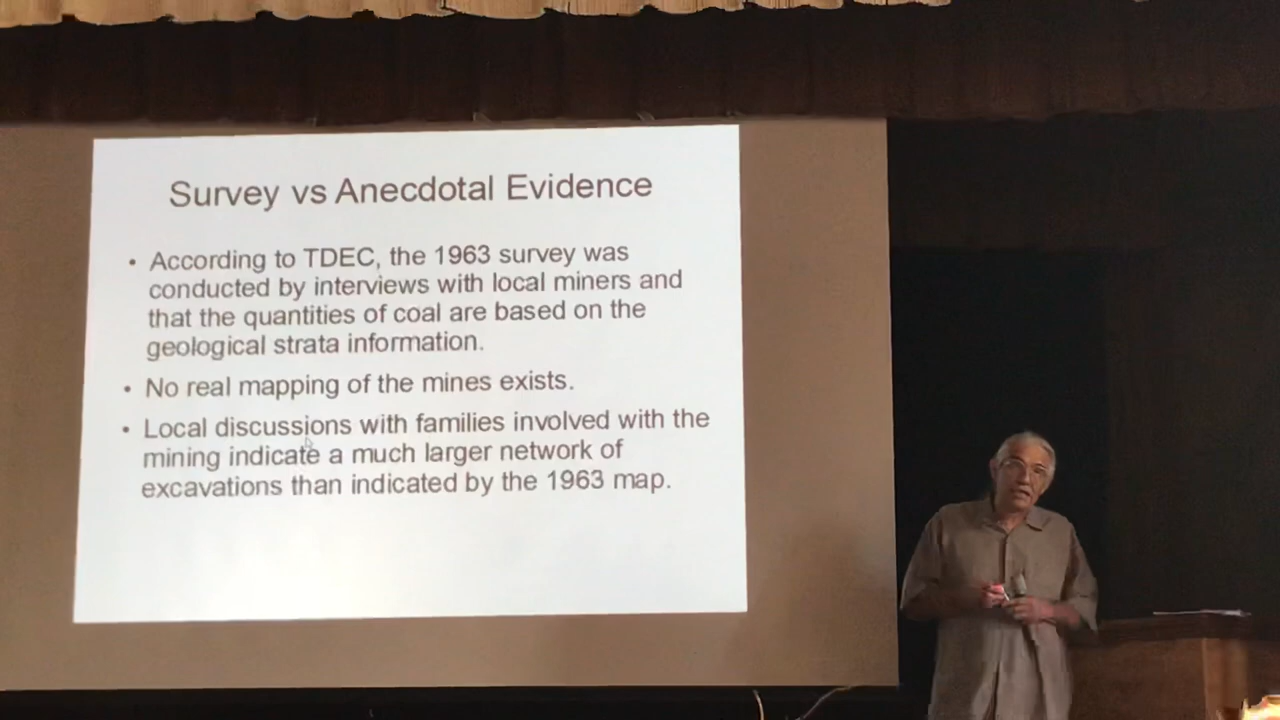 Survey vs Anecdotal Evidence
• According to TDEC, the 1963 survey was
conducted by interviews with local miners and
that the quantities of coal are based on the
geological strata information.
• No real mapping of the mines exists.
• Local discussions with families involved with the
mining indicate a much larger network of
excavations than indicated by the 1963 map.